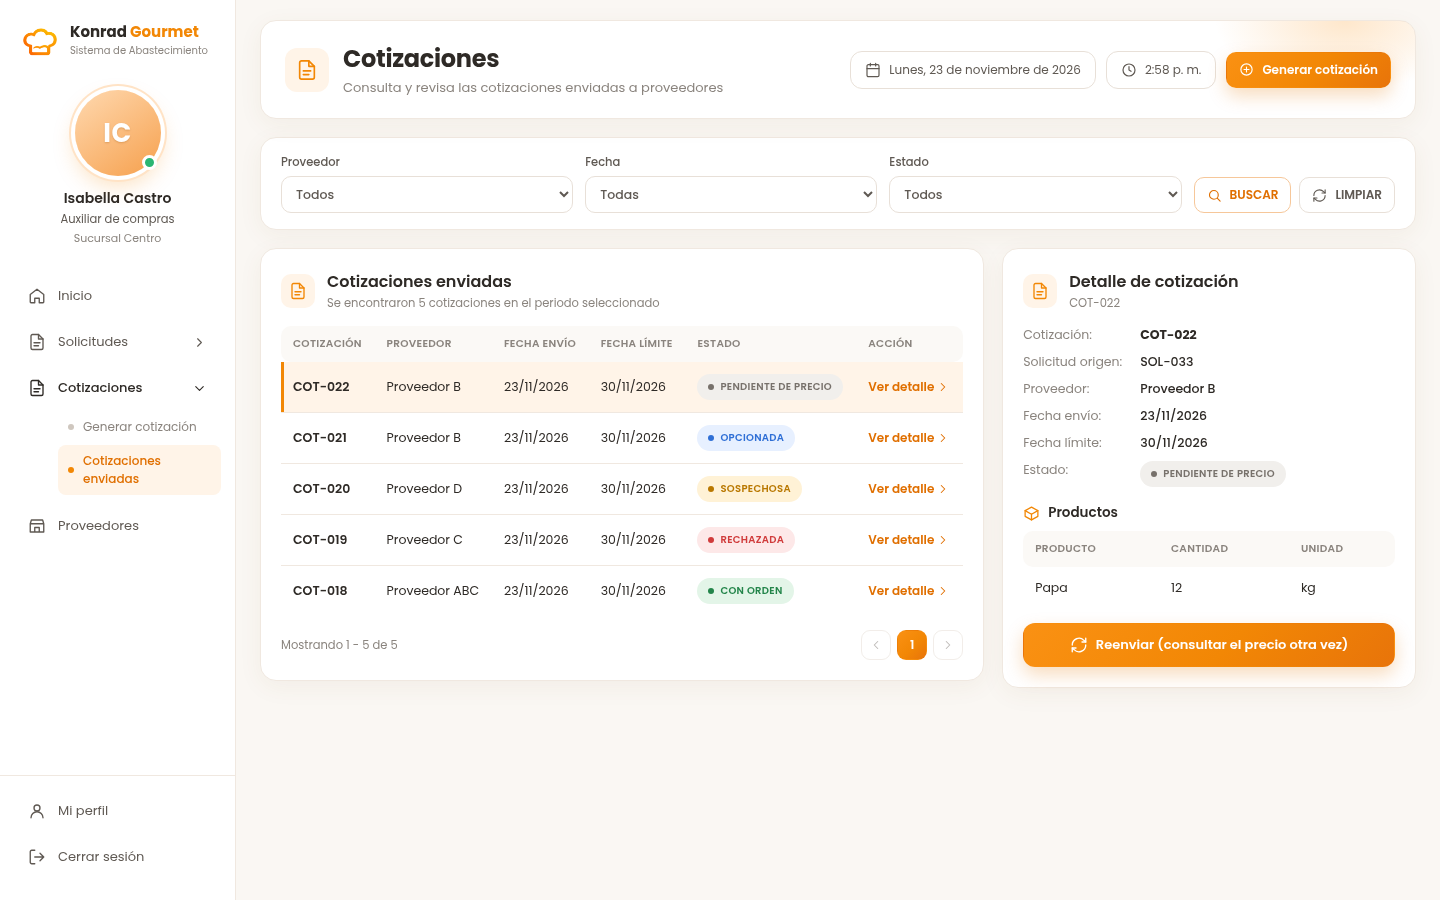 Konrad Gourmet
Sistema de Abastecimiento
IC
Isabella Castro
Auxiliar de compras
Sucursal Centro
Inicio
Solicitudes
Cotizaciones
Generar cotización
Cotizaciones
enviadas
Proveedores
Mi perfil
Cerrar sesión
Cotizaciones
Consulta y revisa las cotizaciones enviadas a proveedores
Lunes, 23 de noviembre de 2026
2:58 p. m.
Generar cotización
Proveedor
Fecha
Estado
Todos
Todas
Todos
BUSCAR
LIMPIAR
Cotizaciones enviadas
Se encontraron 5 cotizaciones en el periodo seleccionado
COTIZACIÓN PROVEEDOR FECHA ENVÍO FECHA LÍMITE ESTADO ACCIÓN
COT-022 Proveedor B 23/11/2026 30/11/2026 PENDIENTE DE PRECIO Ver detalle
COT-021 Proveedor B 23/11/2026 30/11/2026 OPCIONADA Ver detalle
COT-020 Proveedor D 23/11/2026 30/11/2026 SOSPECHOSA Ver detalle
COT-019 Proveedor C 23/11/2026 30/11/2026 RECHAZADA Ver detalle
COT-018 Proveedor ABC 23/11/2026 30/11/2026 CON ORDEN Ver detalle
Mostrando 1 - 5 de 5
1
Detalle de cotización
COT-022
Cotización: COT-022
Solicitud origen: SOL-033
Proveedor: Proveedor B
Fecha envío: 23/11/2026
Fecha límite: 30/11/2026
Estado: PENDIENTE DE PRECIO
Productos
PRODUCTO CANTIDAD UNIDAD
Papa 12 kg
Reenviar (consultar el precio otra vez)